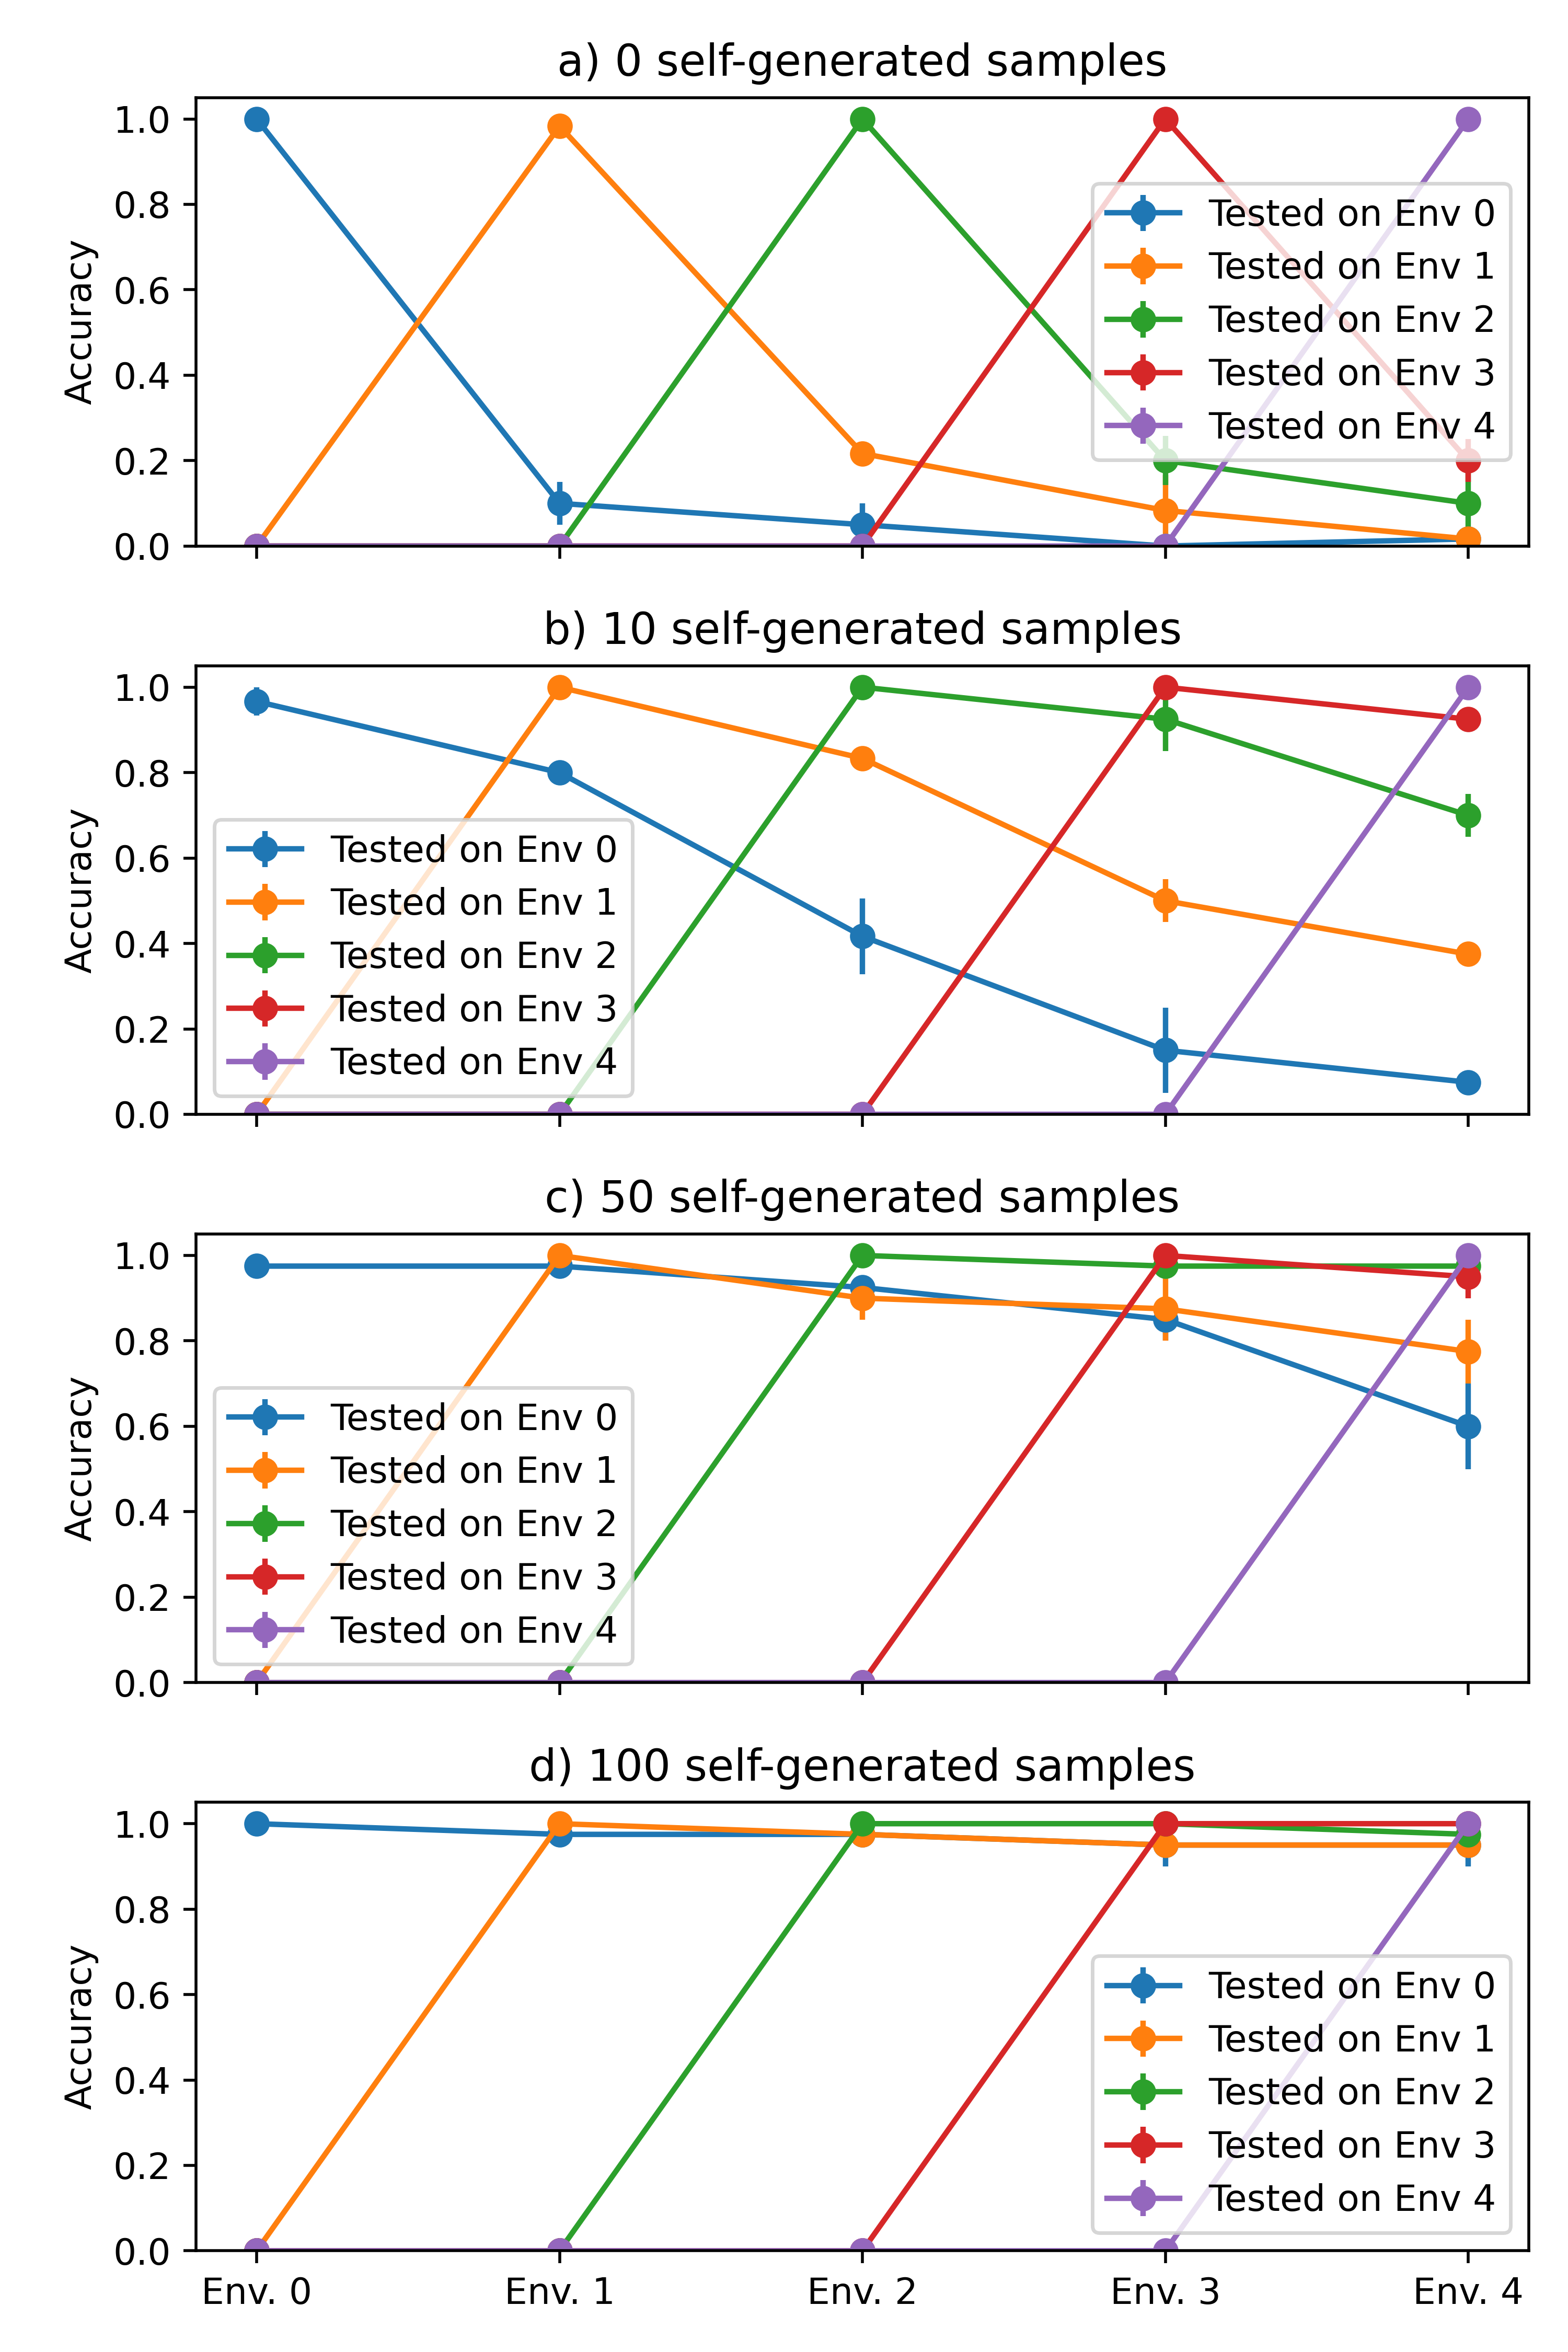 a) 0 self-generated samples
1.0
0.8
0.6
0.4
0.2
0.0
Accuracy
Tested on Env 0
Tested on Env 1
Tested on Env 2
Tested on Env 3
Tested on Env 4
b) 10 self-generated samples
1.0
0.8
0.6
0.4
0.2
0.0
Accuracy
Tested on Env 0
Tested on Env 1
Tested on Env 2
Tested on Env 3
Tested on Env 4
c) 50 self-generated samples
1.0
0.8
0.6
0.4
0.2
0.0
Accuracy
Tested on Env 0
Tested on Env 1
Tested on Env 2
Tested on Env 3
Tested on Env 4
d) 100 self-generated samples
1.0
0.8
0.6
0.4
0.2
0.0
Accuracy
Tested on Env 0
Tested on Env 1
Tested on Env 2
Tested on Env 3
Tested on Env 4
Env. 0 Env. 1 Env. 2 Env. 3 Env. 4